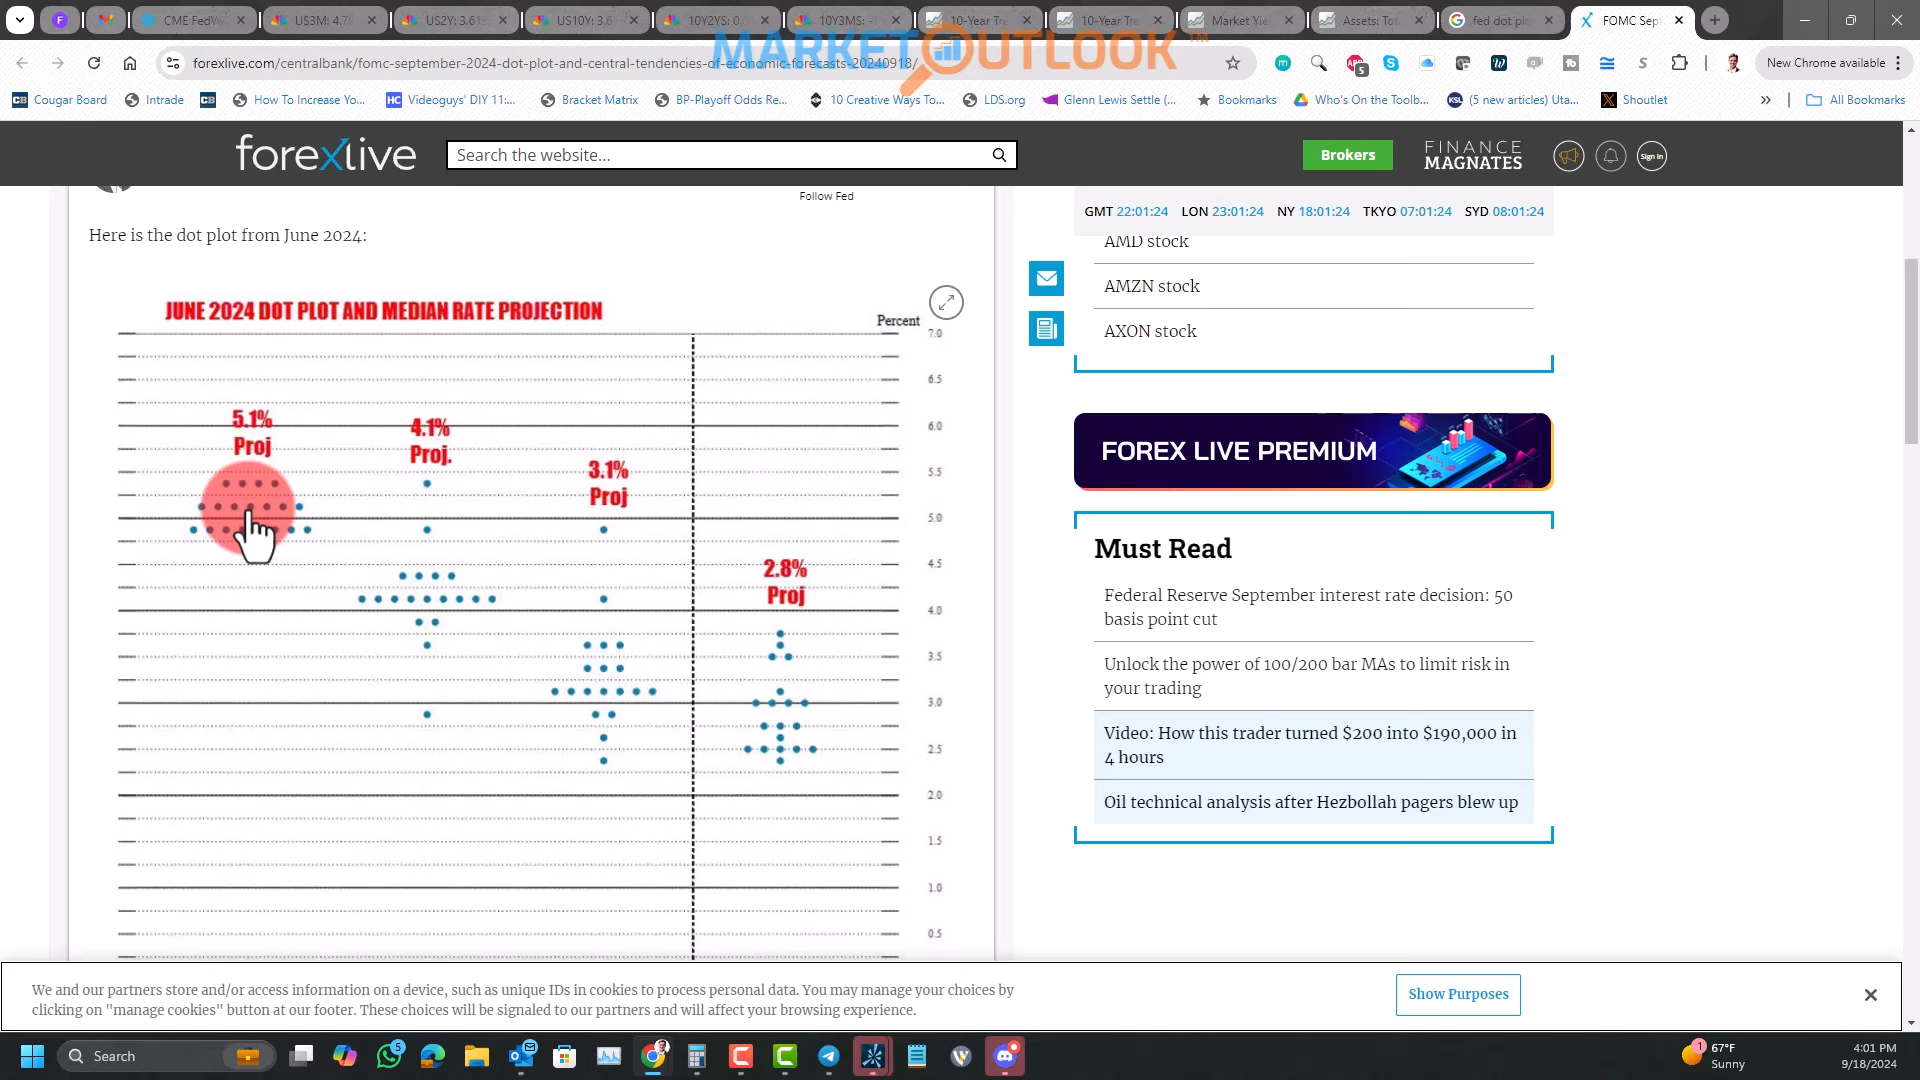 CME FedW
US3M: 4.78
US2Y: 3.618
US10Y: 3.6
10Y2YS: 0.
10Y3MS: -
10-Year Tre
10-Year Tre
Market Yie
Assets: Tot
fed dot plo
FOMC Sep
MARKET OUTLOOK™
forexlive.com/centralbank/fomc-september-2024-dot-plot-and-central-tendencies-of-economic-forecasts-20240918/
New Chrome available
Cougar Board
Intrade
How To Increase Yo...
Videoguys' DIY 11:...
Bracket Matrix
BP-Playoff Odds Re...
10 Creative Ways To...
LDS.org
Glenn Lewis Settle (...
Bookmarks
Who's On the Toolb...
(5 new articles) Uta...
Shoutlet
All Bookmarks
forexlive
Search the website...
Brokers
FINANCE
MAGNATES
Sign in
Follow Fed
GMT 22:01:24 LON 23:01:24 NY 18:01:24 TKYO 07:01:24 SYD 08:01:24
Here is the dot plot from June 2024:
JUNE 2024 DOT PLOT AND MEDIAN RATE PROJECTION
Percent
7.0
6.5
6.0
5.5
5.0
4.5
4.0
3.5
3.0
2.5
2.0
1.5
1.0
0.5
5.1%
Proj
4.1%
Proj.
3.1%
Proj
2.8%
Proj
AMD stock
AMZN stock
AXON stock
FOREX LIVE PREMIUM
Must Read
Federal Reserve September interest rate decision: 50
basis point cut
Unlock the power of 100/200 bar MAs to limit risk in
your trading
Video: How this trader turned $200 into $190,000 in
4 hours
Oil technical analysis after Hezbollah pagers blew up
We and our partners store and/or access information on a device, such as unique IDs in cookies to process personal data. You may manage your choices by
clicking on "manage cookies" button at our footer. These choices will be signaled to our partners and will affect your browsing experience.
Show Purposes
Search
67°F
Sunny
4:01 PM
9/18/2024